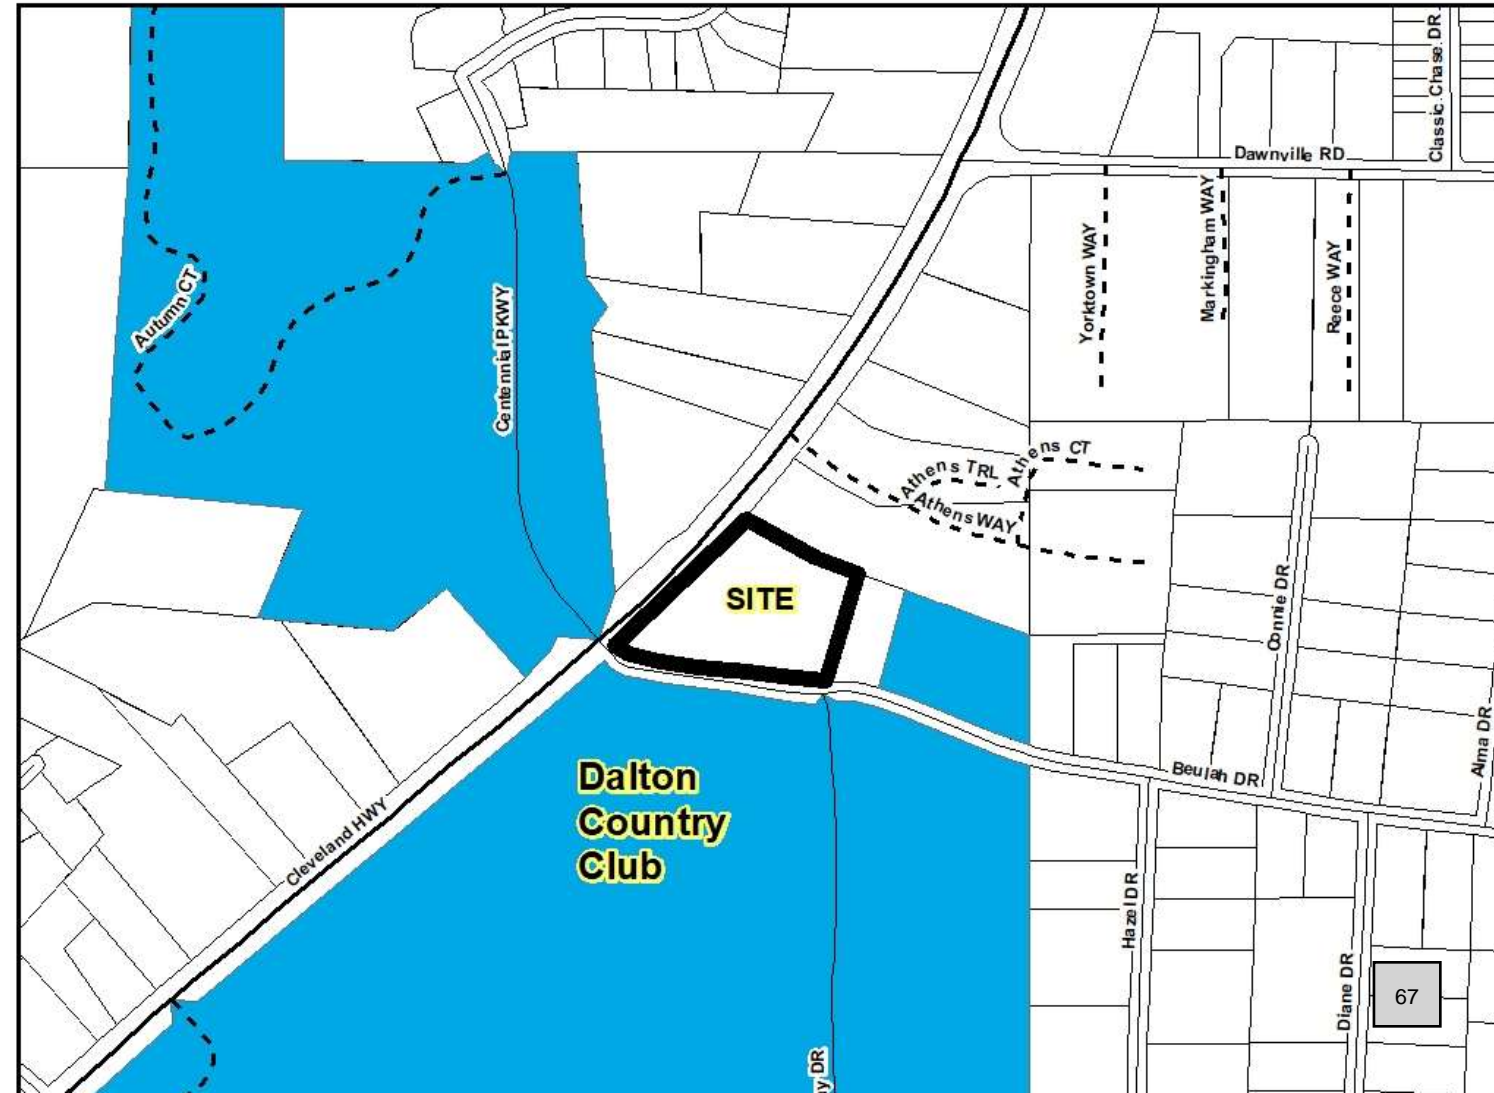 Classic Chase DR
Dawnville RD
Markingham WAY
Yorktown WAY
Reece WAY
Autumn CT
Centennial PKWY
Athens CT
Athens TRL
Athens WAY
SITE
Connie DR
Alma DR
Beulah DR
Dalton
Country
Club
Cleveland HWY
Hazel DR
Diane DR
67
DR